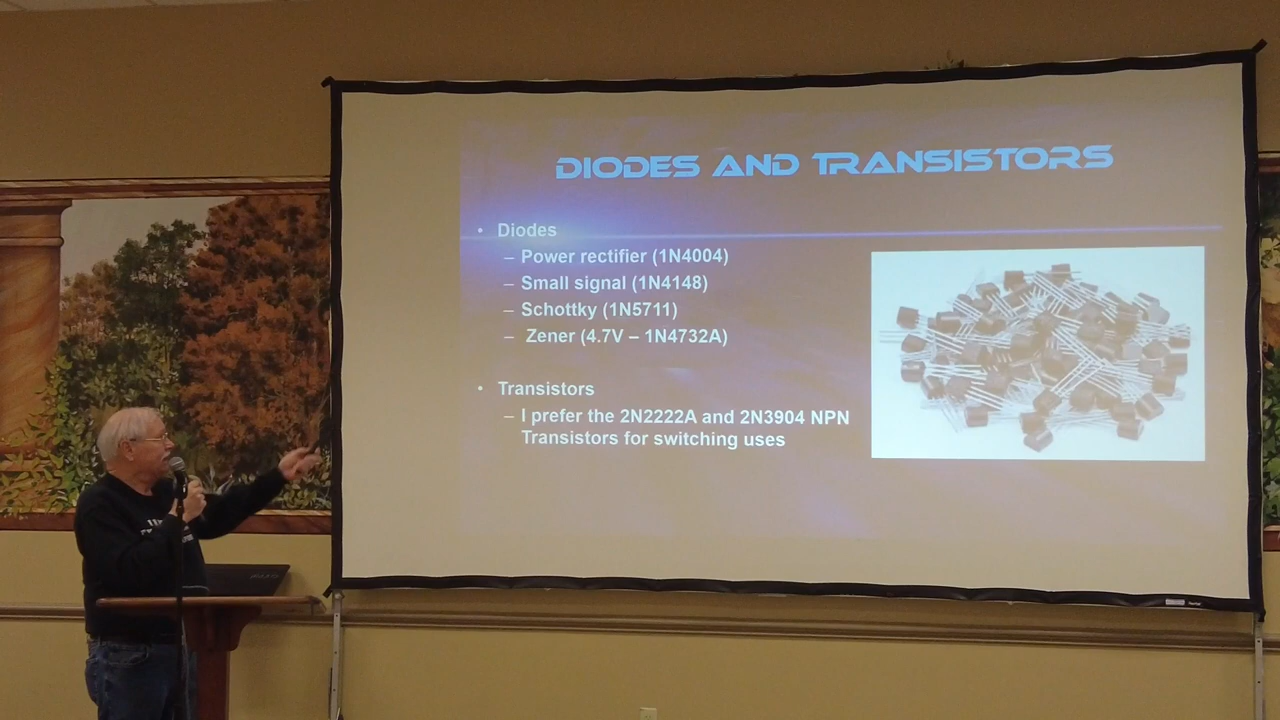 DIODES AND TRANSISTORS
• Diodes
– Power rectifier (1N4004)
– Small signal (1N4148)
– Schottky (1N5711)
– Zener (4.7V – 1N4732A)
• Transistors
– I prefer the 2N2222A and 2N3904 NPN
Transistors for switching uses